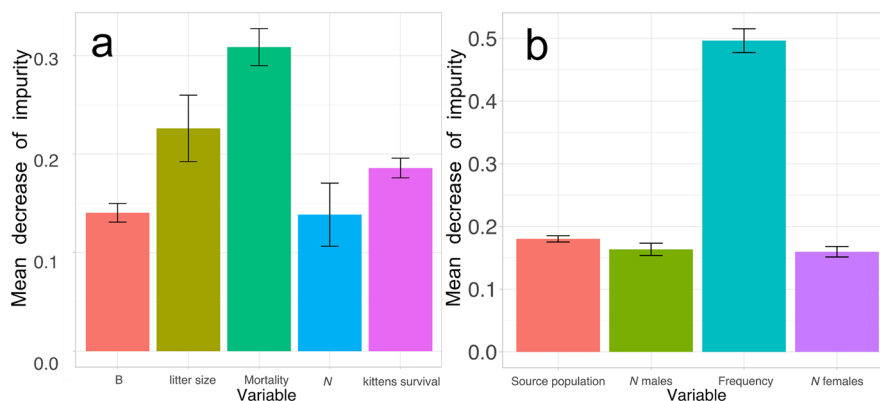 a
Mean decrease of impurity
0.3
0.2
0.1
0.0
B
litter size
Mortality
N
kittens survival
Variable
b
Mean decrease of impurity
0.5
0.4
0.3
0.2
0.1
0.0
Source population
N males
Frequency
N females
Variable